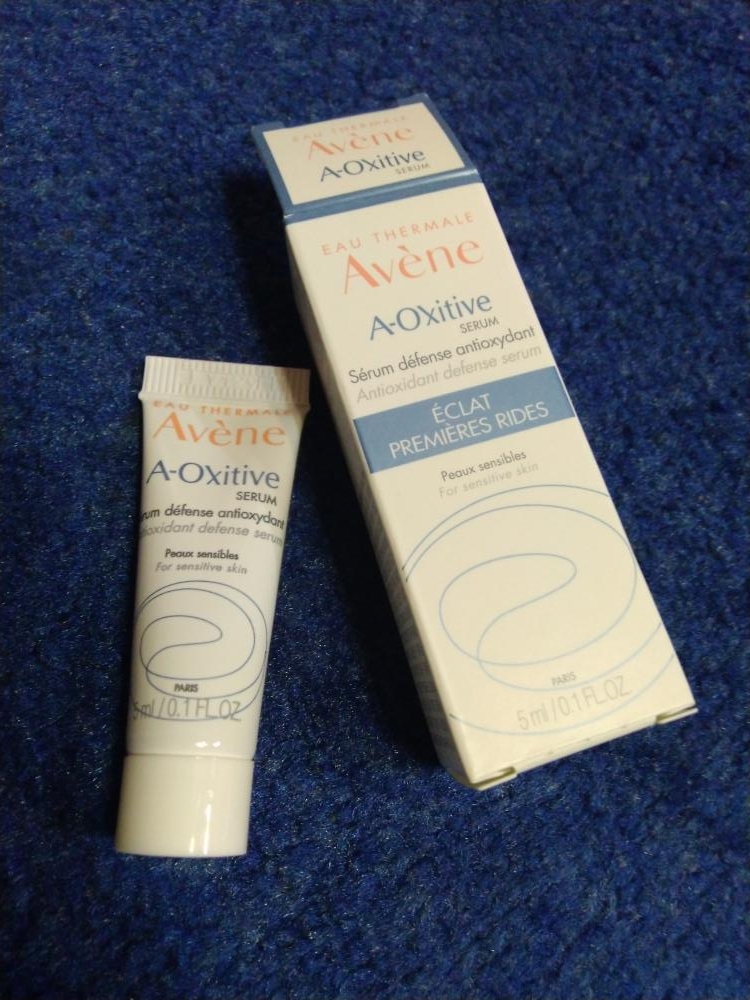 EAU THERMALE
Avène
A-OXitive
SERUM
EAU THERMALE
Avène
A-OXitive
SERUM
Sérum défense antioxydant
Antioxidant defense serum
ÉCLAT
PREMIÈRES RIDES
Peaux sensibles
For sensitive skin
PARIS
5 ml / 0.1 FL.OZ
EAU THERMALE
Avène
A-OXitive
SERUM
rum défense antioxydant
tioxidant defense serum
Peaux sensibles
For sensitive skin
PARIS
5 ml / 0.1 FL.OZ